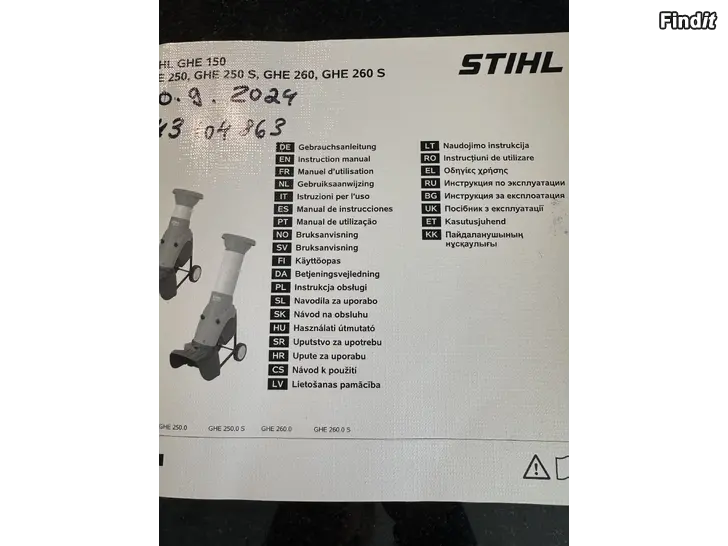 Findit
STIHL
HL GHE 150
E 250, GHE 250 S, GHE 260, GHE 260 S
0.9. 2024
43 04 863
DE Gebrauchsanleitung
EN Instruction manual
FR Manuel d'utilisation
NL Gebruiksaanwijzing
IT Istruzioni per l'uso
ES Manual de instrucciones
PT Manual de utilização
NO Bruksanvisning
SV Bruksanvisning
FI Käyttöopas
DA Betjeningsvejledning
PL Instrukcja obsługi
SL Navodila za uporabo
SK Návod na obsluhu
HU Használati útmutató
SR Uputstvo za upotrebu
HR Upute za uporabu
CS Návod k použití
LV Lietošanas pamācība
LT Naudojimo instrukcija
RO Instrucțiuni de utilizare
EL Οδηγίες χρήσης
RU Инструкция по эксплуатации
BG Инструкция за експлоатация
UK Посібник з експлуатації
ET Kasutusjuhend
KK Пайдаланушының
нұсқаулығы
GHE 250.0 GHE 250.0 S GHE 260.0 GHE 260.0 S